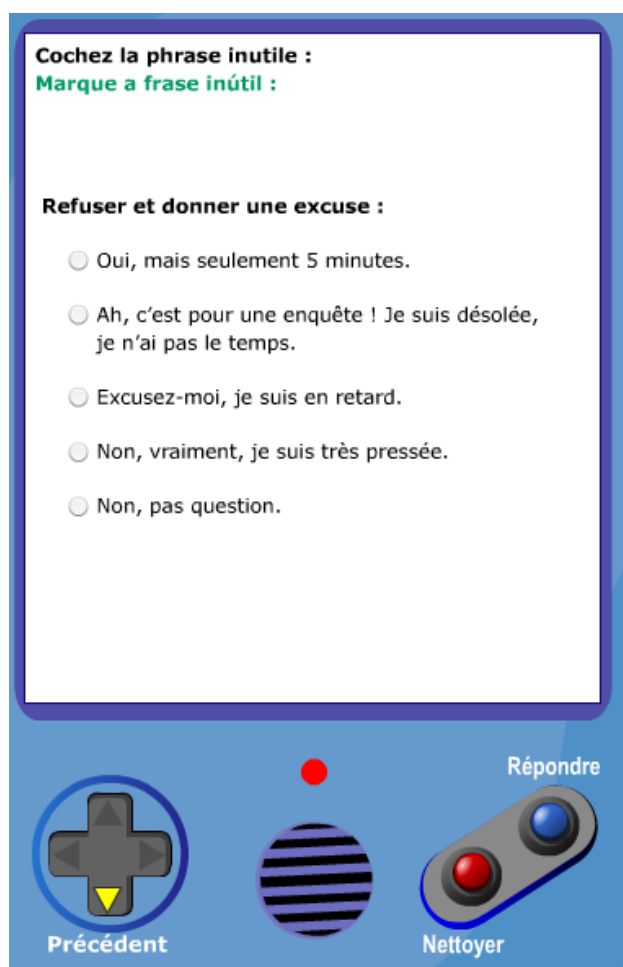 Cochez la phrase inutile :
Marque a frase inútil :
Refuser et donner une excuse :
Oui, mais seulement 5 minutes.
Ah, c’est pour une enquête ! Je suis désolée,
je n’ai pas le temps.
Excusez-moi, je suis en retard.
Non, vraiment, je suis très pressée.
Non, pas question.
Répondre
Précédent
Nettoyer